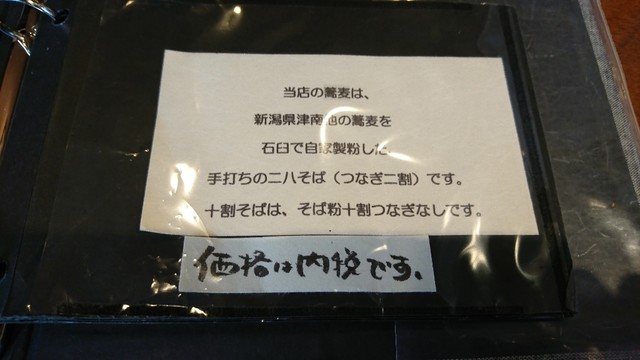 当店の蕎麦は、
新潟県津南地の蕎麦を
石臼で自家製粉した、
手打ちの二八そば（つなぎ二割）です。
十割そばは、そば粉十割つなぎなしです。
価格は内税です。